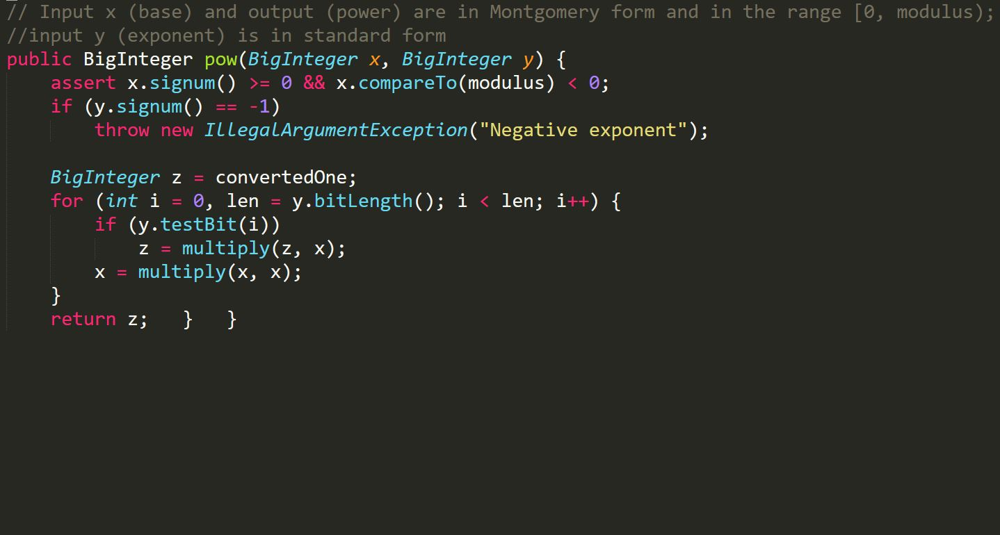 // Input x (base) and output (power) are in Montgomery form and in the range [0, modulus);
//input y (exponent) is in standard form
public BigInteger pow(BigInteger x, BigInteger y) {
    assert x.signum() >= 0 && x.compareTo(modulus) < 0;
    if (y.signum() == -1)
        throw new IllegalArgumentException("Negative exponent");

    BigInteger z = convertedOne;
    for (int i = 0, len = y.bitLength(); i < len; i++) {
        if (y.testBit(i))
            z = multiply(z, x);
        x = multiply(x, x);
    }
    return z;   }   }